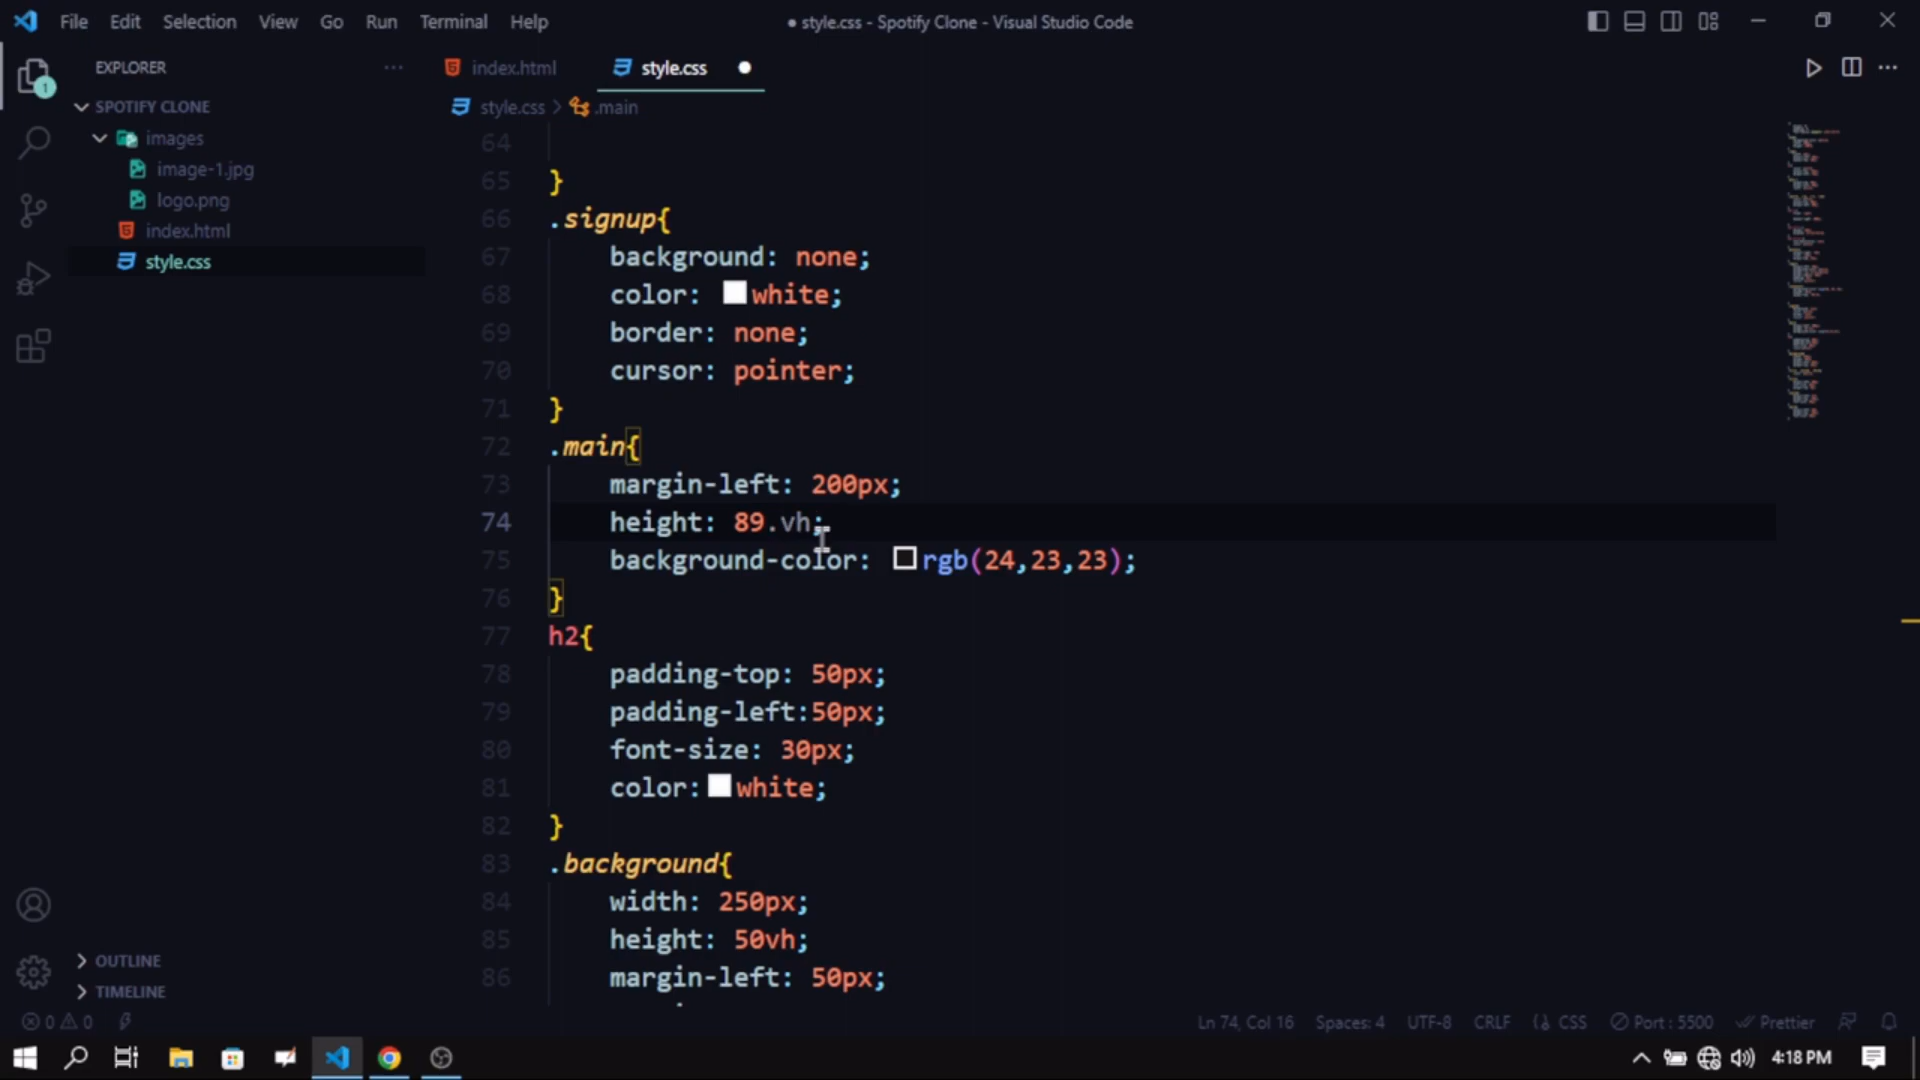 File Edit Selection View Go Run Terminal Help
● style.css - Spotify Clone - Visual Studio Code
EXPLORER
SPOTIFY CLONE
images
image-1.jpg
logo.png
index.html
style.css
OUTLINE
TIMELINE
1
index.html style.css
style.css > .main
64
65 }
66 .signup{
67 background: none;
68 color: white;
69 border: none;
70 cursor: pointer;
71 }
72 .main{
73 margin-left: 200px;
74 height: 89.vh;
75 background-color: rgb(24,23,23);
76 }
77 h2{
78 padding-top: 50px;
79 padding-left:50px;
80 font-size: 30px;
81 color:white;
82 }
83 .background{
84 width: 250px;
85 height: 50vh;
86 margin-left: 50px;
0 0 Ln 74, Col 16 Spaces: 4 UTF-8 CRLF CSS Port : 5500 Prettier
4:18 PM